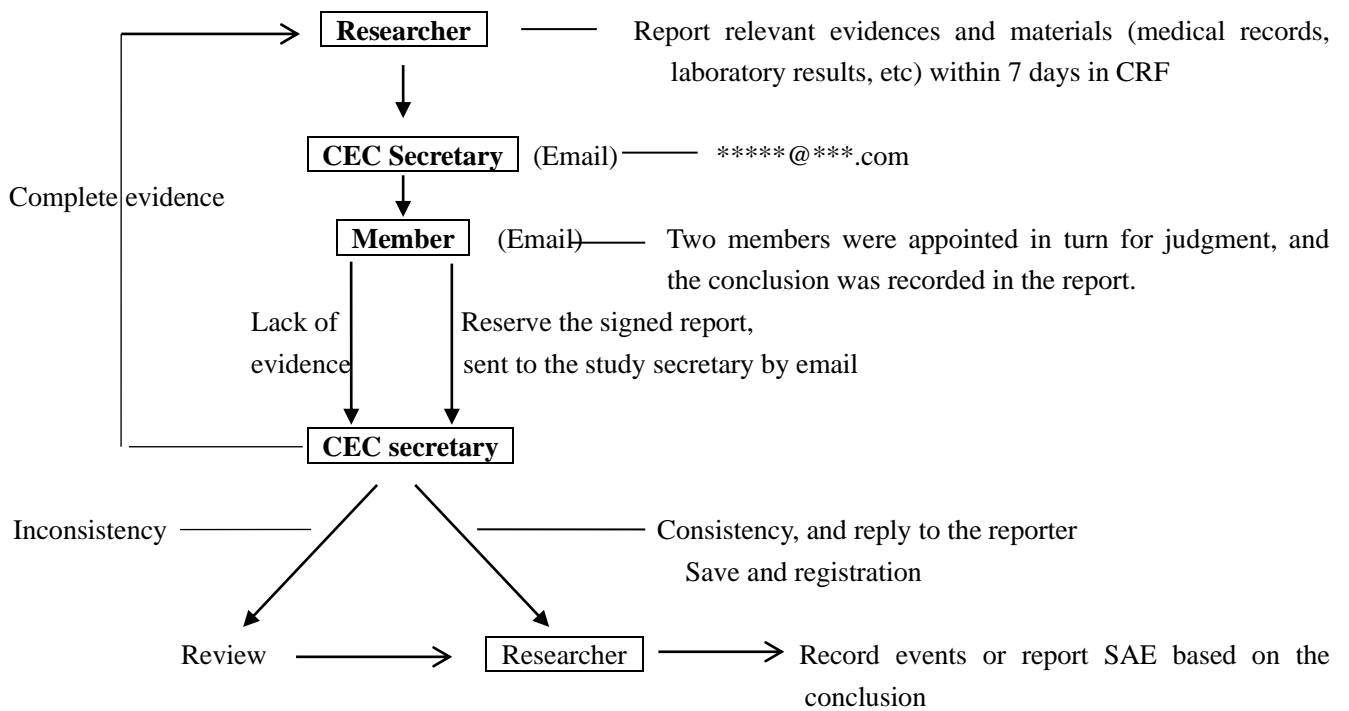 Researcher
Report relevant evidences and materials (medical records,
laboratory results, etc) within 7 days in CRF
CEC Secretary (Email) *****@***.com
Complete evidence
Member (Email) Two members were appointed in turn for judgment, and
the conclusion was recorded in the report.
Lack of
evidence
Reserve the signed report,
sent to the study secretary by email
CEC secretary
Inconsistency
Consistency, and reply to the reporter
Save and registration
Review
Researcher
Record events or report SAE based on the
conclusion